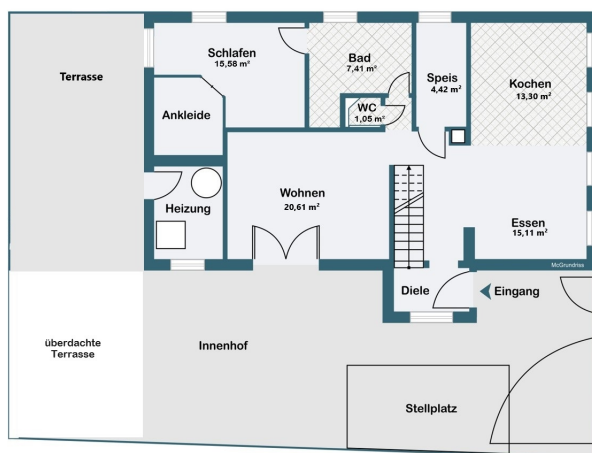 Terrasse
Schlafen
15,58 m²
Bad
7,41 m²
Speis
4,42 m²
Kochen
13,30 m²
Ankleide
WC
1,05 m²
Heizung
Wohnen
20,61 m²
Essen
15,11 m²
McGrundriss
Diele
Eingang
überdachte
Terrasse
Innenhof
Stellplatz